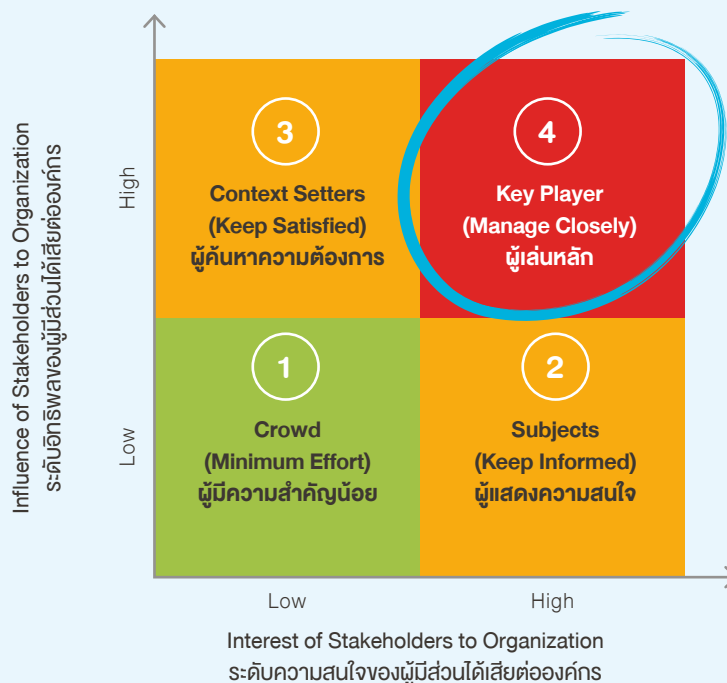 Influence of Stakeholders to Organization
ระดับอิทธิพลของผู้มีส่วนได้เสียต่อองค์กร
High
Low
3
Context Setters
(Keep Satisfied)
ผู้ค้นหาความต้องการ
4
Key Player
(Manage Closely)
ผู้เล่นหลัก
1
Crowd
(Minimum Effort)
ผู้มีความสำคัญน้อย
2
Subjects
(Keep Informed)
ผู้แสดงความสนใจ
Low
High
Interest of Stakeholders to Organization
ระดับความสนใจของผู้มีส่วนได้เสียต่อองค์กร